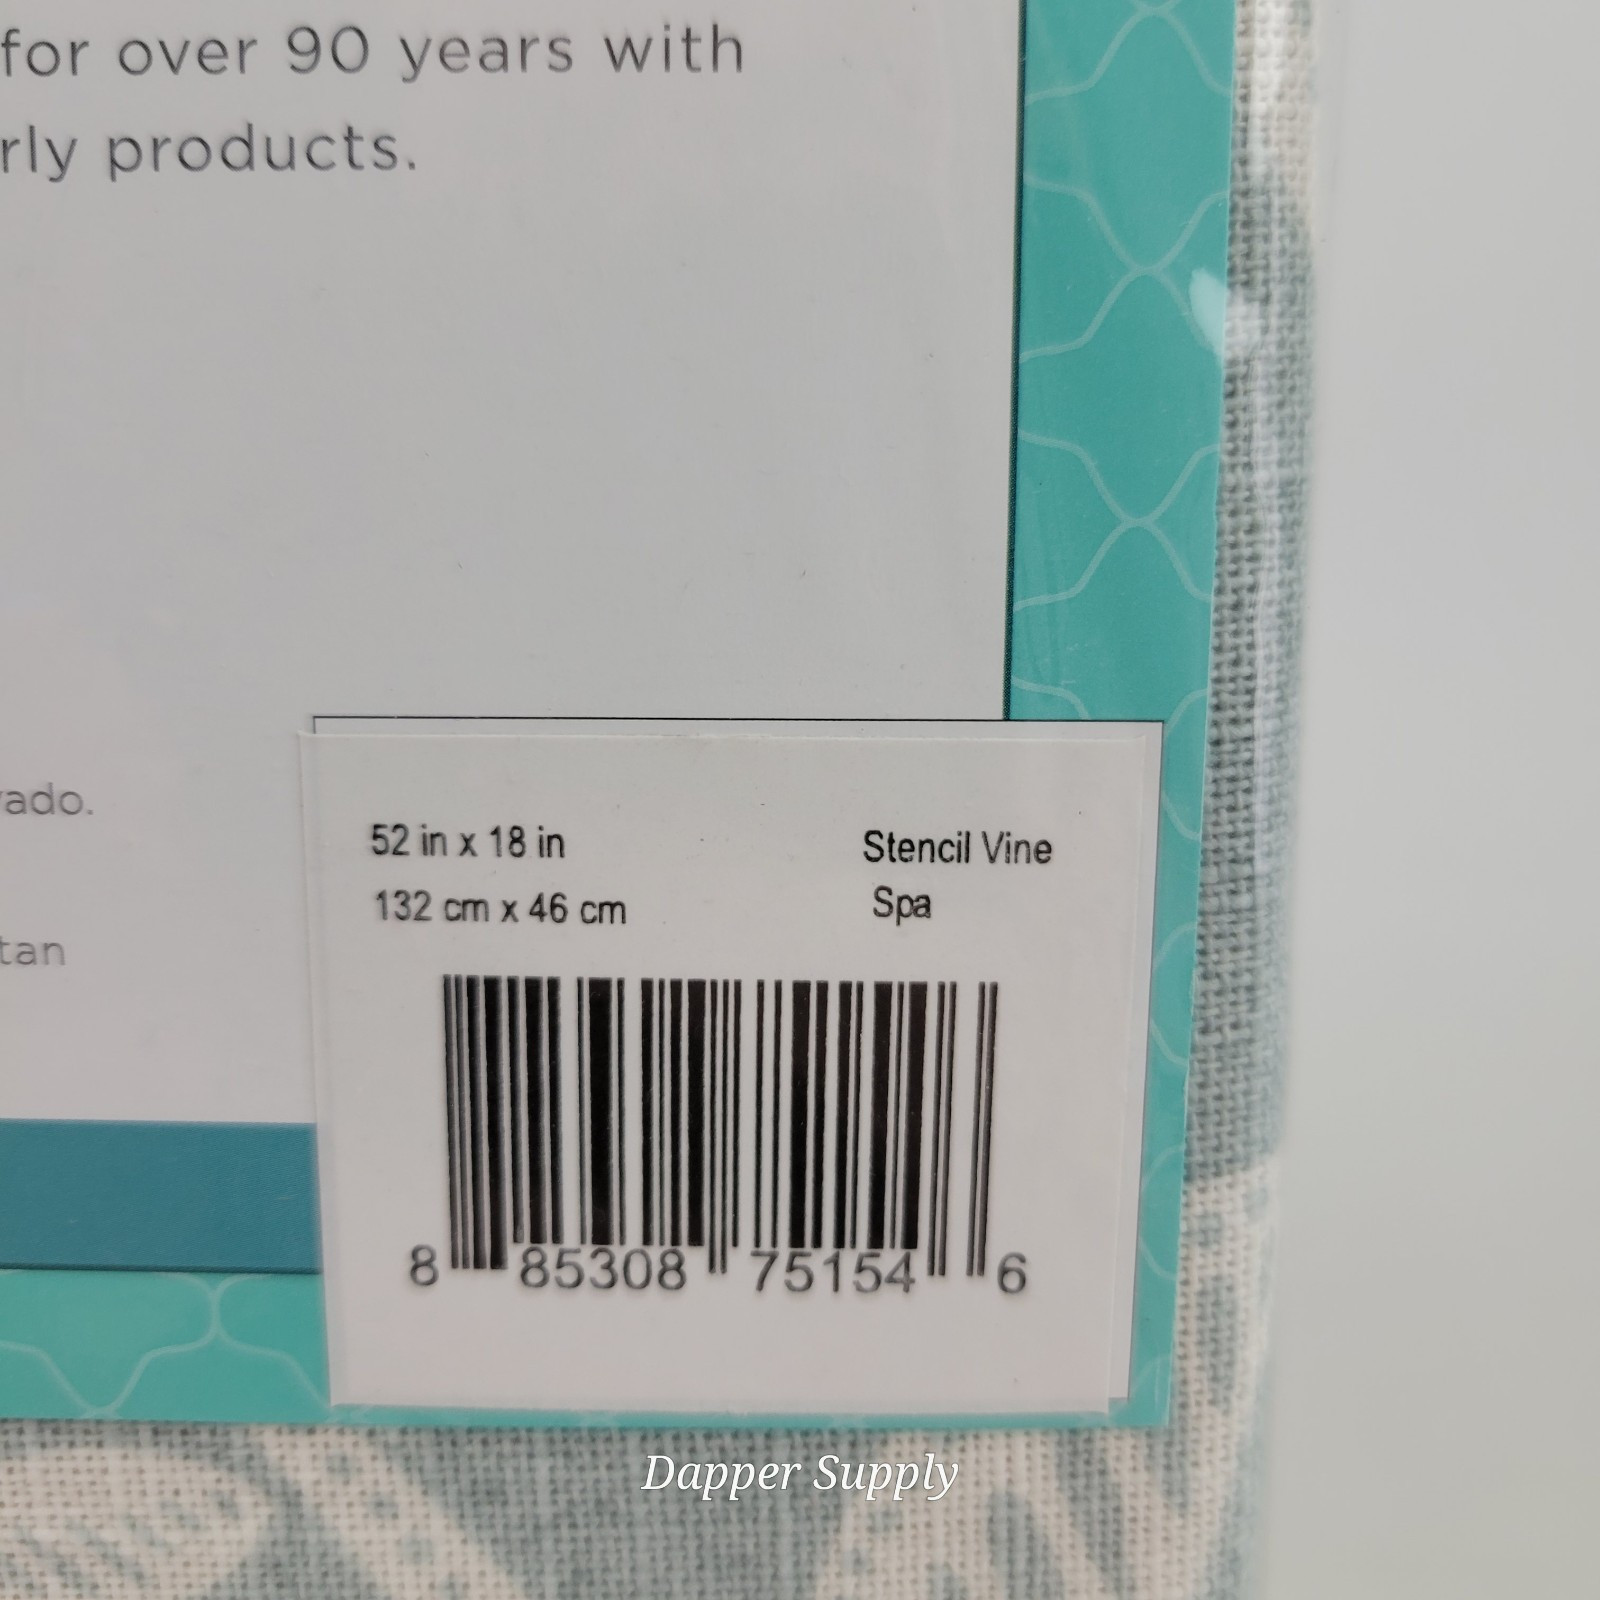 for over 90 years with
rly products.
ado.
tan
52 in x 18 in
132 cm x 46 cm
Stencil Vine
Spa
8 85308 75154 6
Dapper Supply